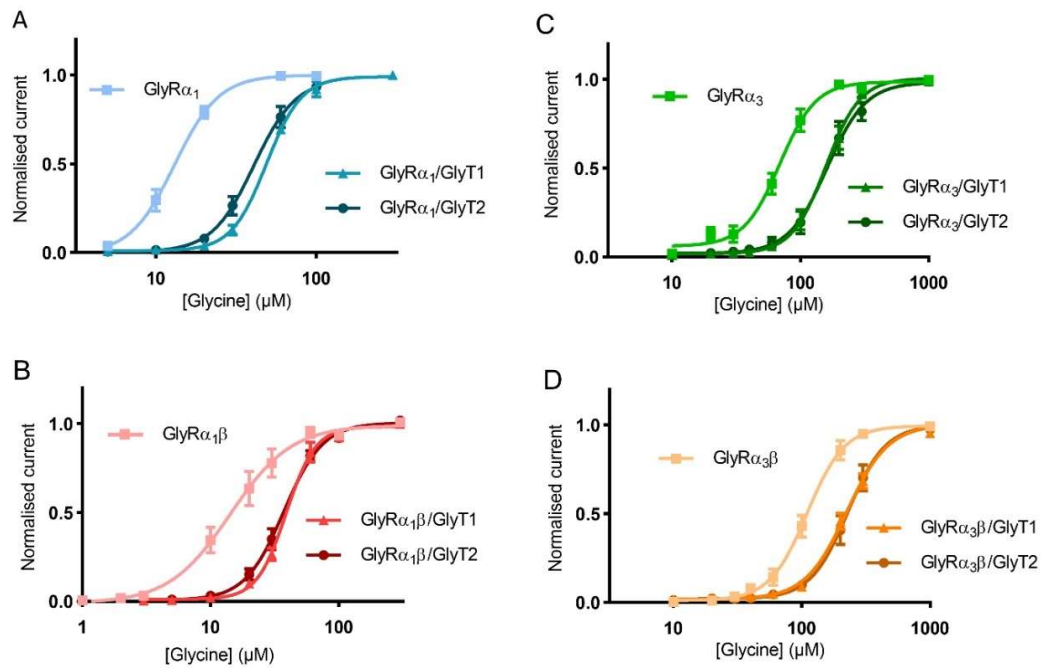 A
Normalised current
1.0
0.5
0.0
10
100
[Glycine] (µM)
GlyRα₁
GlyRα₁/GlyT1
GlyRα₁/GlyT2
C
Normalised current
1.0
0.5
0.0
10
100
1000
[Glycine] (µM)
GlyRα₃
GlyRα₃/GlyT1
GlyRα₃/GlyT2
B
Normalised current
1.0
0.5
0.0
1
10
100
[Glycine] (µM)
GlyRα₁β
GlyRα₁β/GlyT1
GlyRα₁β/GlyT2
D
Normalised current
1.0
0.5
0.0
10
100
1000
[Glycine] (µM)
GlyRα₃β
GlyRα₃β/GlyT1
GlyRα₃β/GlyT2